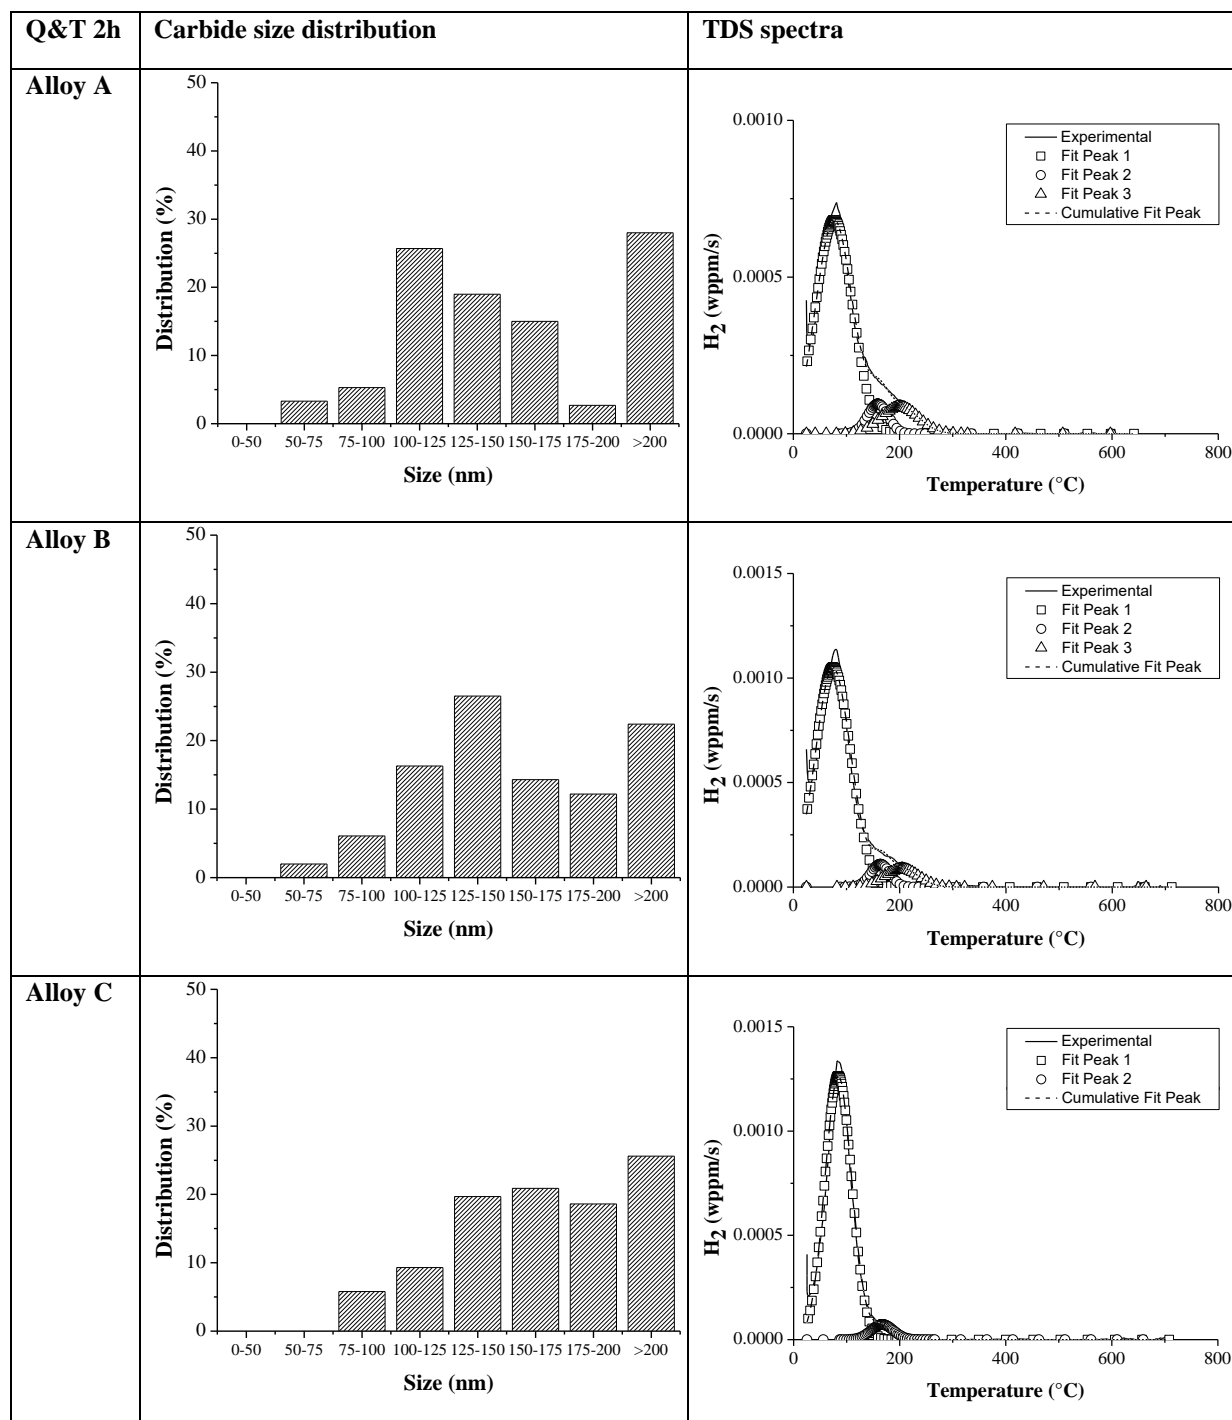 Q&T 2h Carbide size distribution TDS spectra
Alloy A
50
40
30
20
10
0
Distribution (%)
0-50 50-75 75-100 100-125 125-150 150-175 175-200 >200
Size (nm)
0.0010
0.0005
0.0000
H2 (wppm/s)
Experimental
Fit Peak 1
Fit Peak 2
Fit Peak 3
Cumulative Fit Peak
0 200 400 600 800
Temperature (°C)
Alloy B
50
40
30
20
10
0
Distribution (%)
0-50 50-75 75-100 100-125 125-150 150-175 175-200 >200
Size (nm)
0.0015
0.0010
0.0005
0.0000
H2 (wppm/s)
Experimental
Fit Peak 1
Fit Peak 2
Fit Peak 3
Cumulative Fit Peak
0 200 400 600 800
Temperature (°C)
Alloy C
50
40
30
20
10
0
Distribution (%)
0-50 50-75 75-100 100-125 125-150 150-175 175-200 >200
Size (nm)
0.0015
0.0010
0.0005
0.0000
H2 (wppm/s)
Experimental
Fit Peak 1
Fit Peak 2
Cumulative Fit Peak
0 200 400 600 800
Temperature (°C)